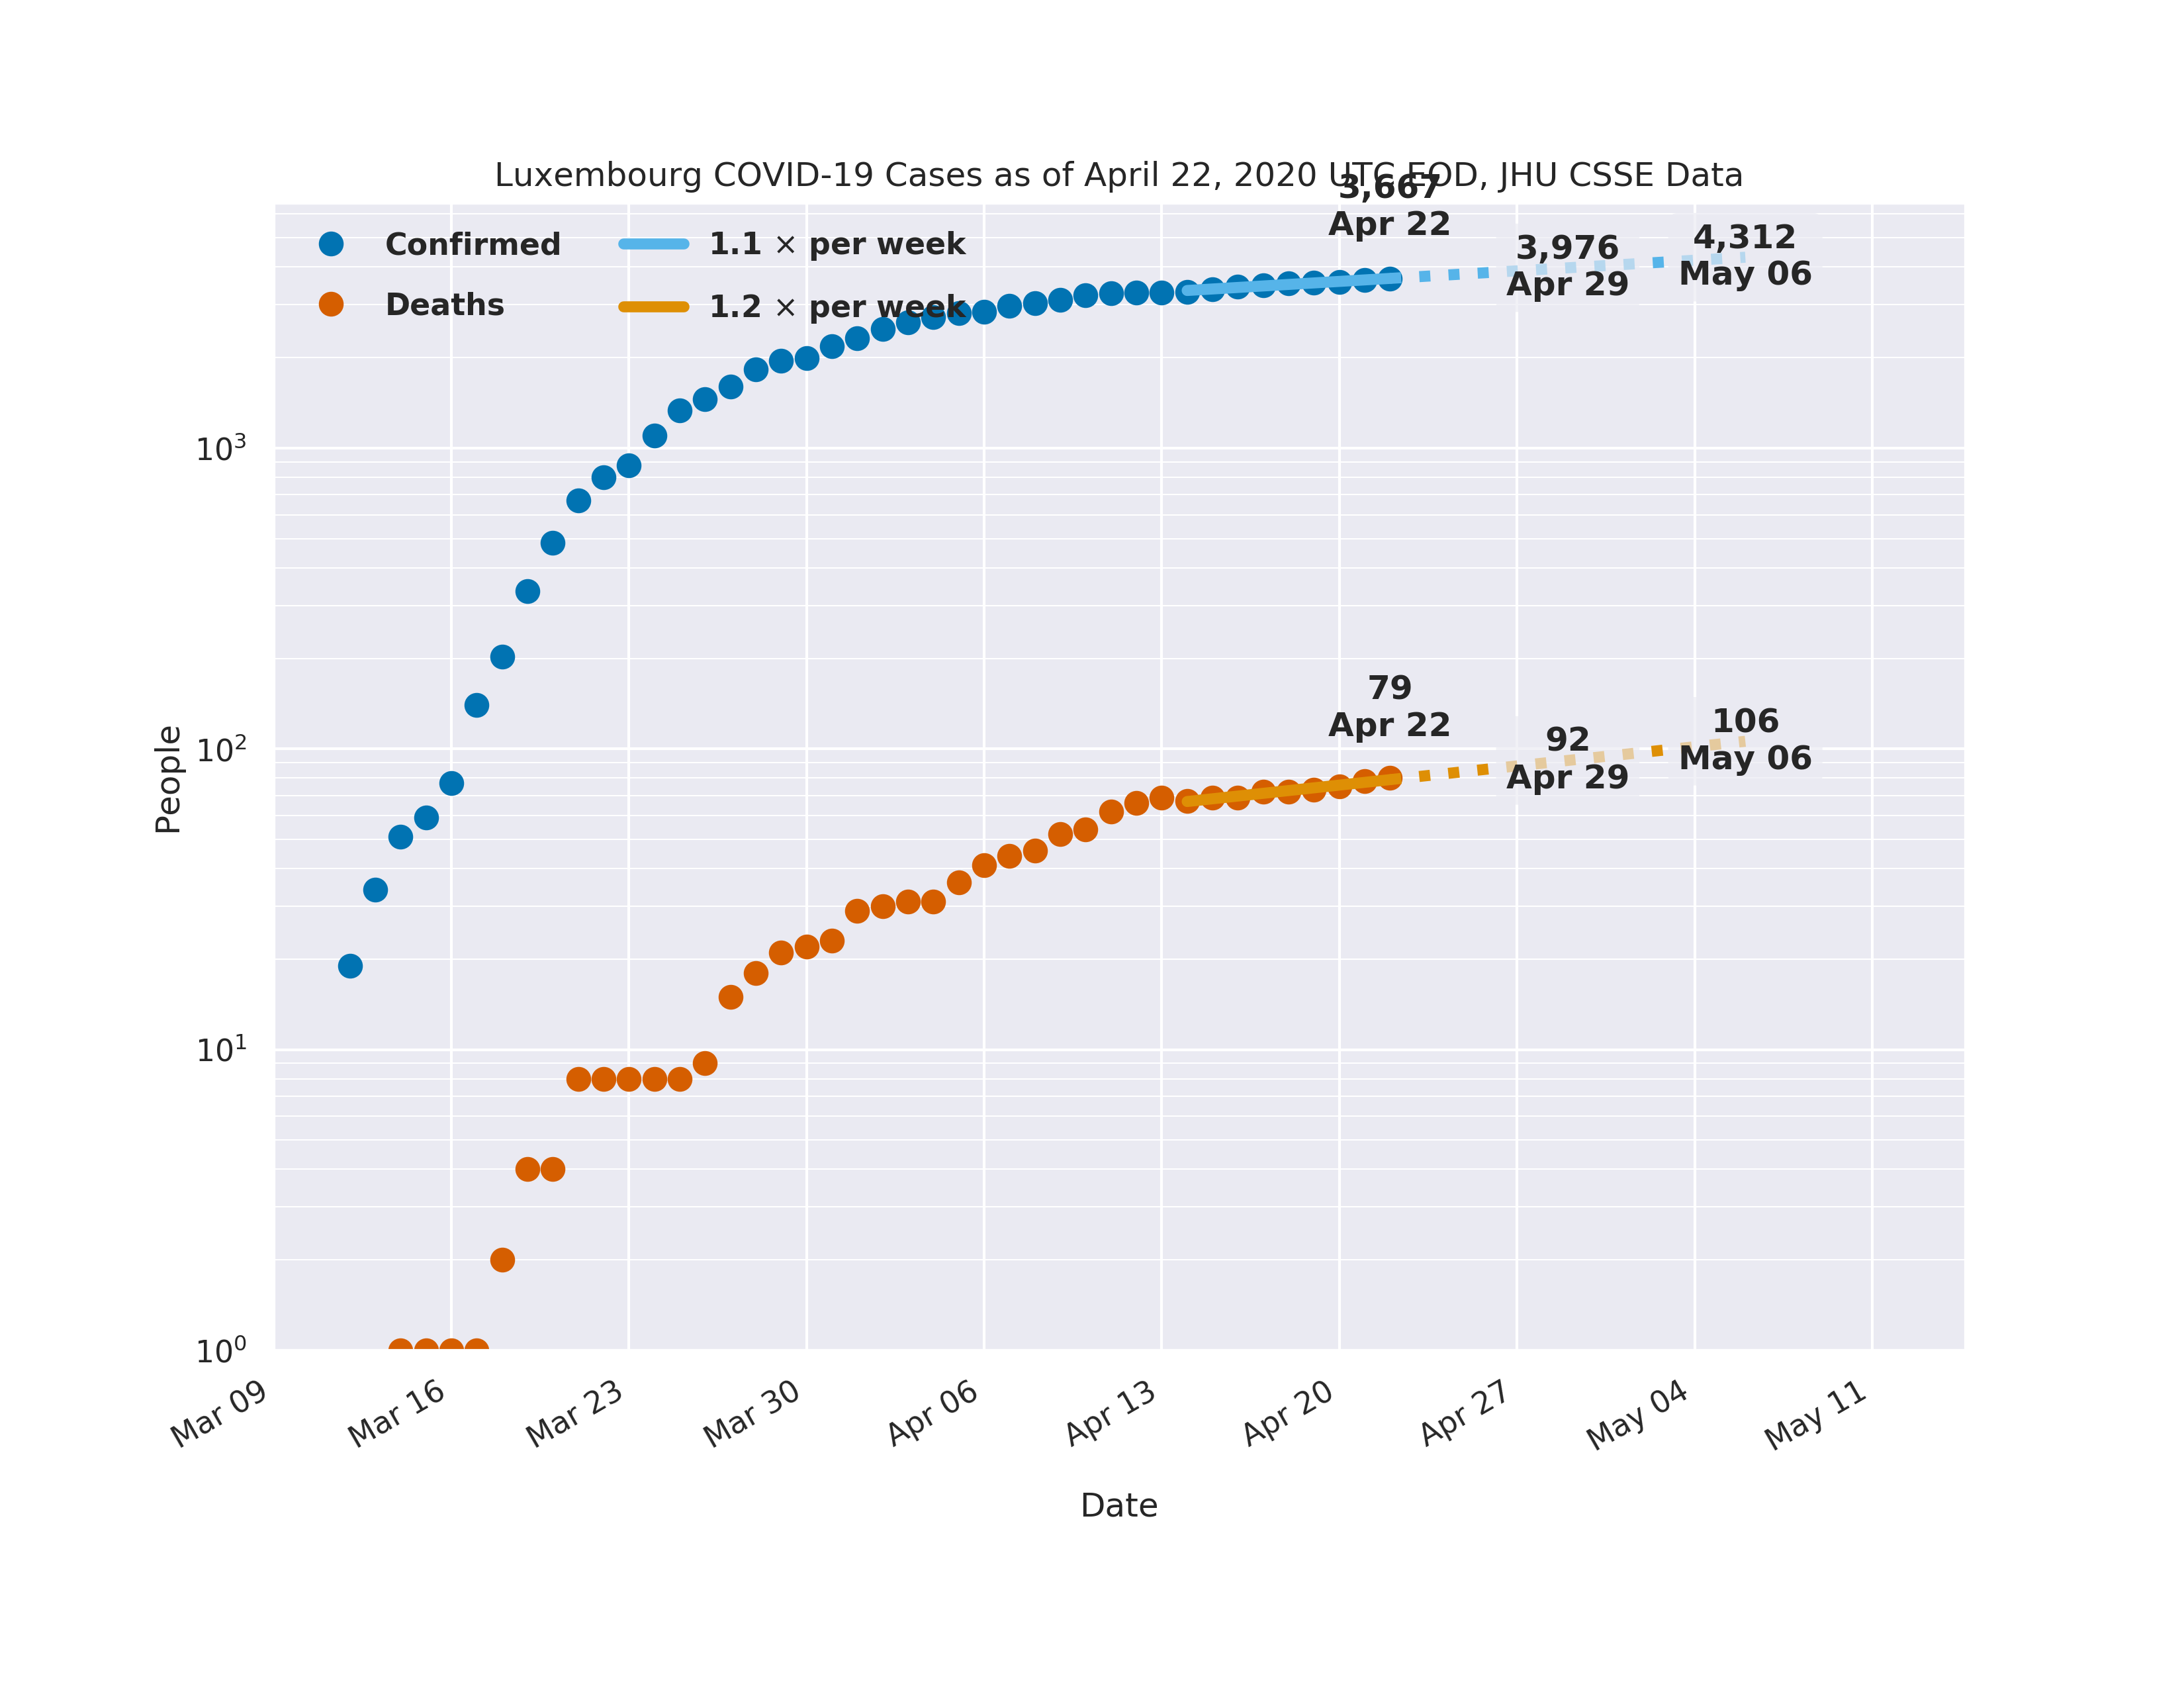 Luxembourg COVID-19 Cases as of April 22, 2020 UTC EOD, JHU CSSE Data
3,667
Apr 22
3,976
Apr 29
4,312
May 06
Confirmed
Deaths
1.1 × per week
1.2 × per week
79
Apr 22
92
Apr 29
106
May 06
People
10³
10²
10¹
10⁰
Mar 09
Mar 16
Mar 23
Mar 30
Apr 06
Apr 13
Apr 20
Apr 27
May 04
May 11
Date